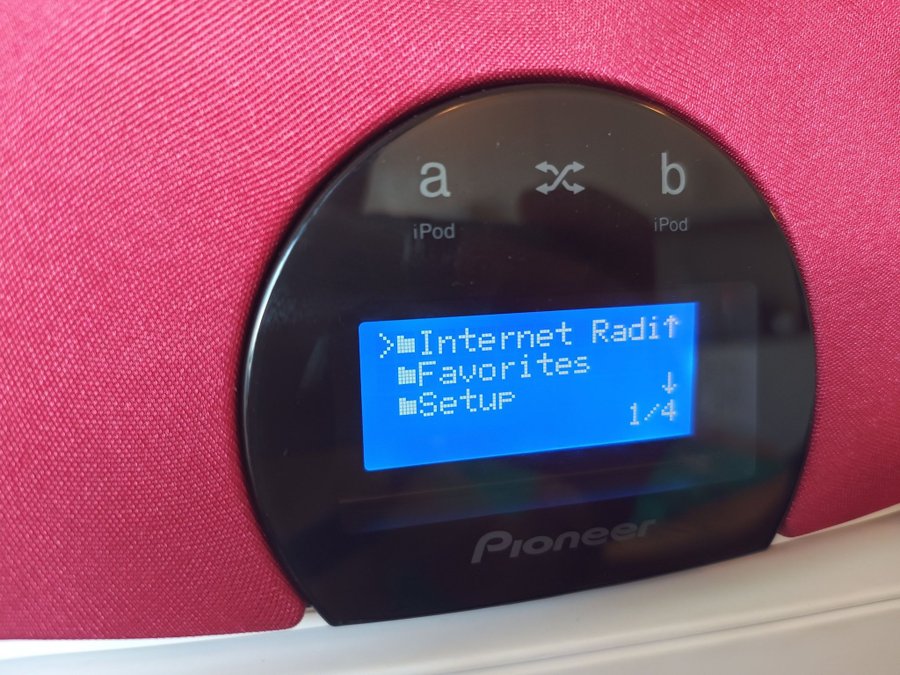 a b
iPod iPod
>Internet Radi↑
Favorites
Setup ↓
1/4
Pioneer